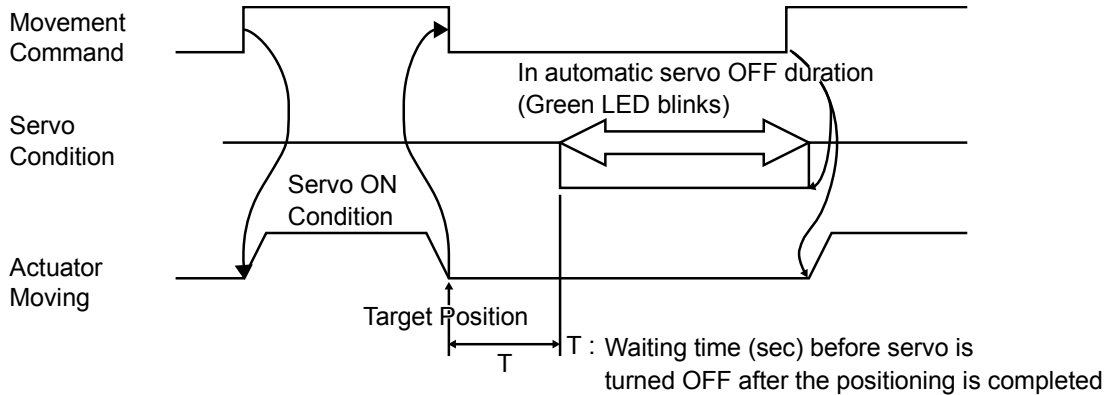 Movement
Command
In automatic servo OFF duration
(Green LED blinks)
Servo
Condition
Servo ON
Condition
Actuator
Moving
Target Position
T
T : Waiting time (sec) before servo is
turned OFF after the positioning is completed